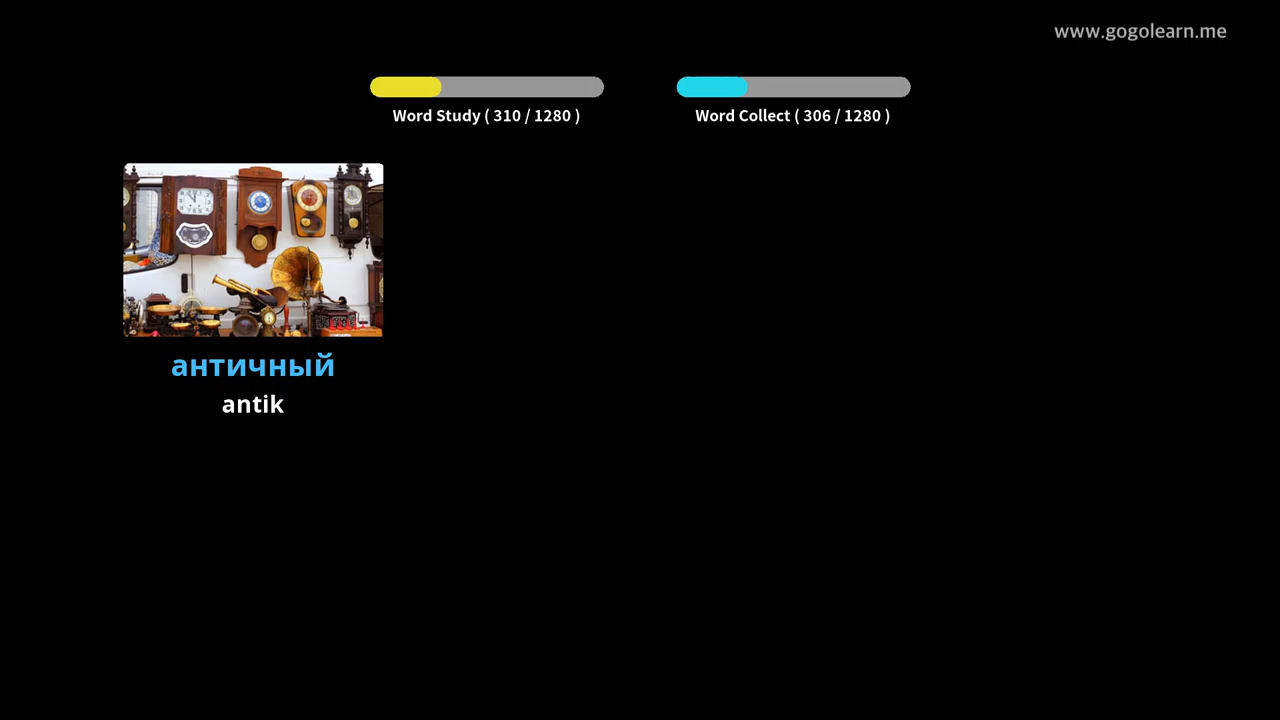 www.gogolearn.me
Word Study ( 310 / 1280 )
Word Collect ( 306 / 1280 )
античный
antik